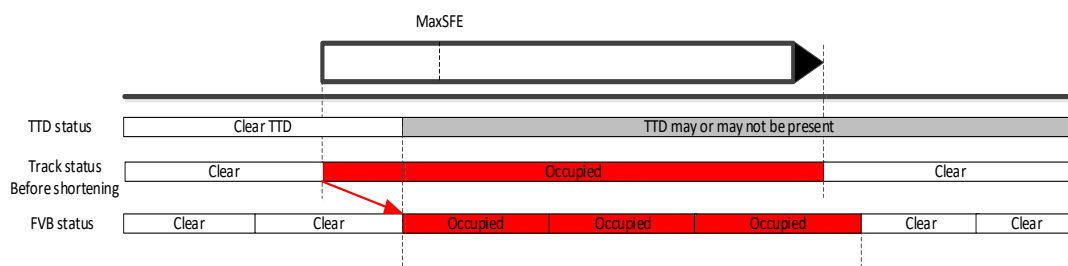 MaxSFE
TTD status
Clear TTD
TTD may or may not be present
Track status
Before shortening
Clear
Occupied
Clear
FVB status
Clear
Clear
Occupied
Occupied
Occupied
Clear
Clear